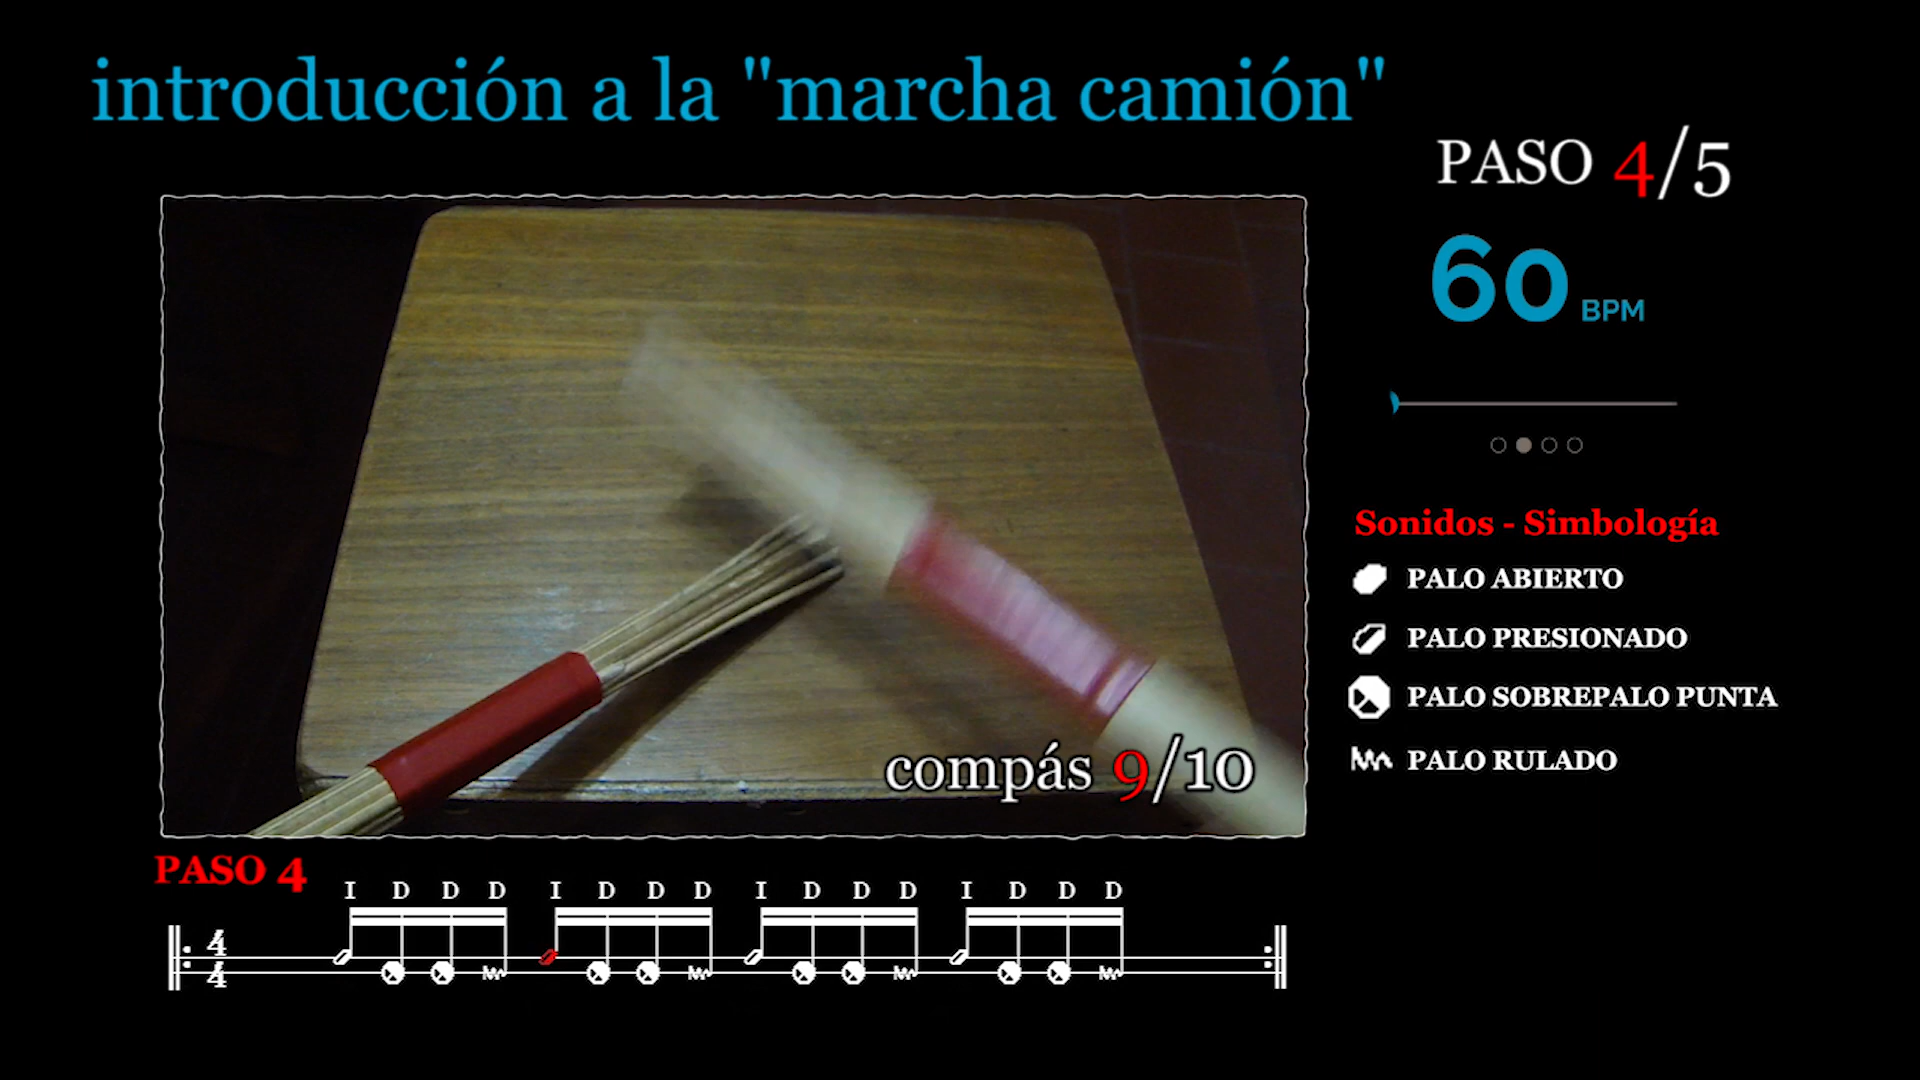 introducción a la "marcha camión"
PASO 4/5
60 BPM
Sonidos - Simbología
PALO ABIERTO
PALO PRESIONADO
PALO SOBREPALO PUNTA
PALO RULADO
compás 9/10
PASO 4
I D D D I D D D I D D D I D D D
4
4